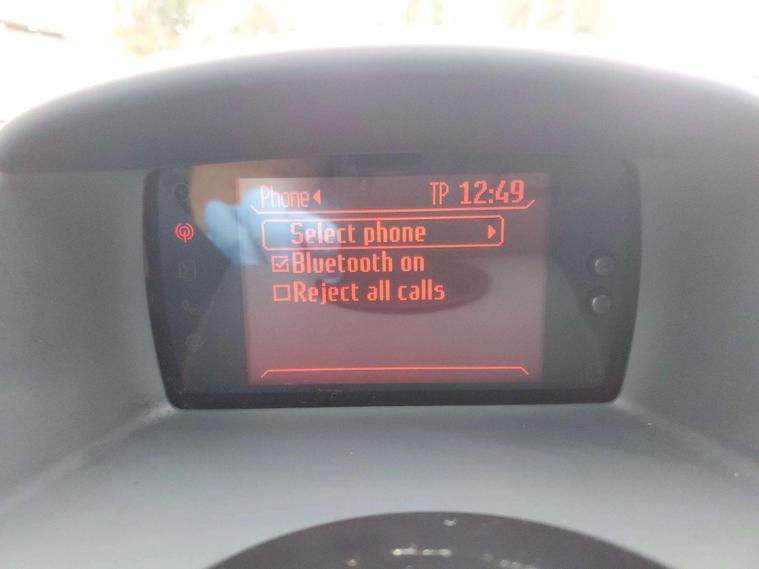 Phone
TP 12:49
Select phone
Bluetooth on
Reject all calls